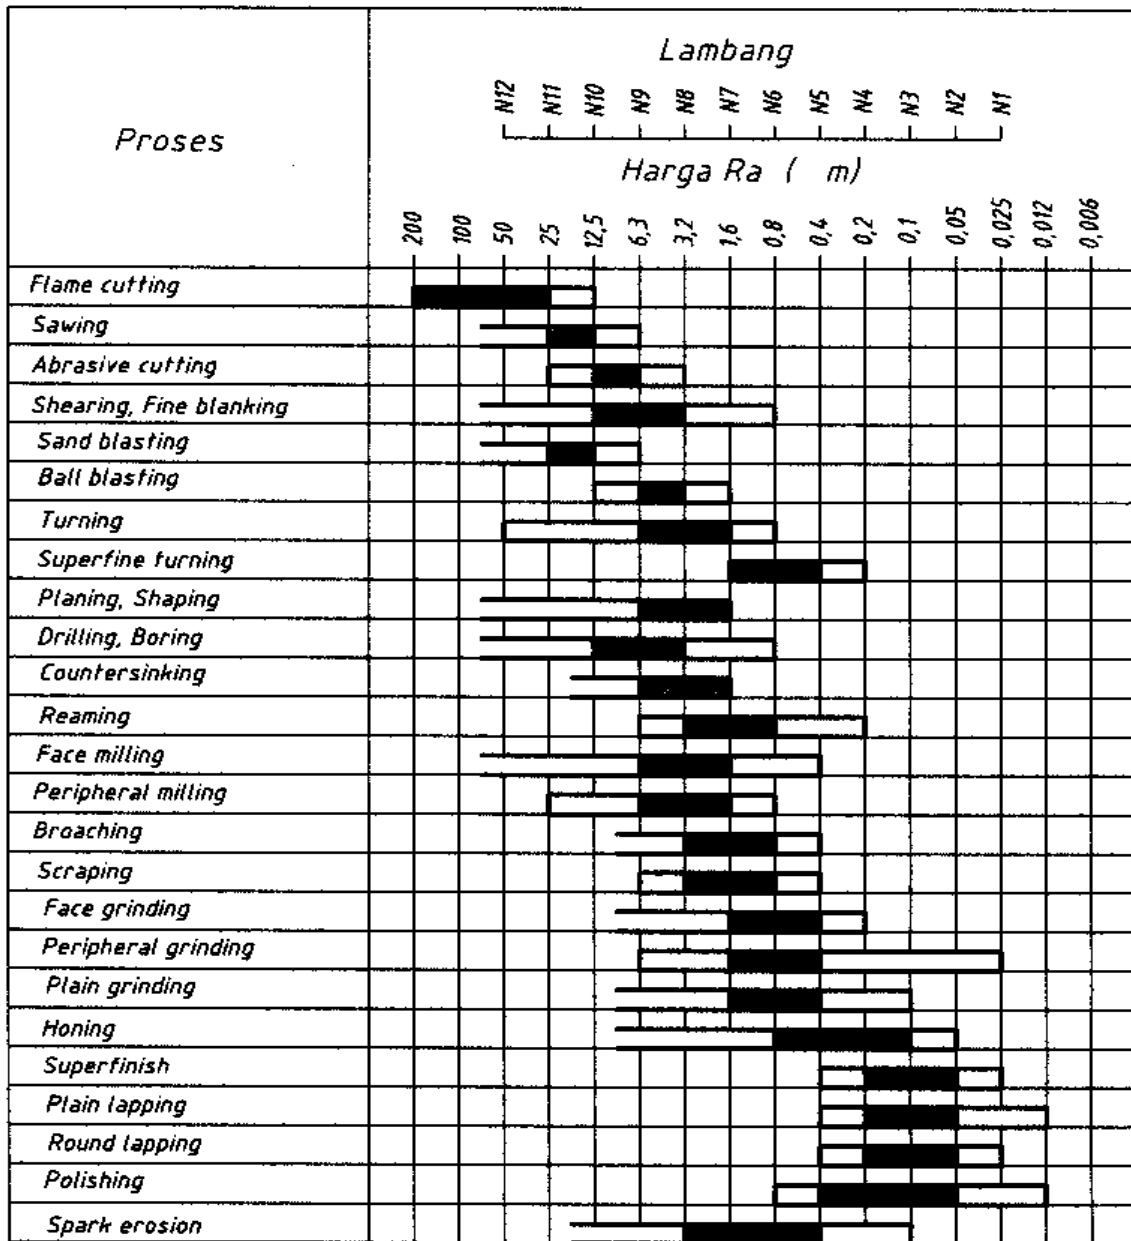 Lambang
N12 N11 N10 N9 N8 N7 N6 N5 N4 N3 N2 N1
Proses
Harga Ra ( m)
200 100 50 25 12,5 6,3 3,2 1,6 0,8 0,4 0,2 0,1 0,05 0,025 0,012 0,006
Flame cutting
Sawing
Abrasive cutting
Shearing, Fine blanking
Sand blasting
Ball blasting
Turning
Superfine turning
Planing, Shaping
Drilling, Boring
Countersinking
Reaming
Face milling
Peripheral milling
Broaching
Scraping
Face grinding
Peripheral grinding
Plain grinding
Honing
Superfinish
Plain lapping
Round lapping
Polishing
Spark erosion